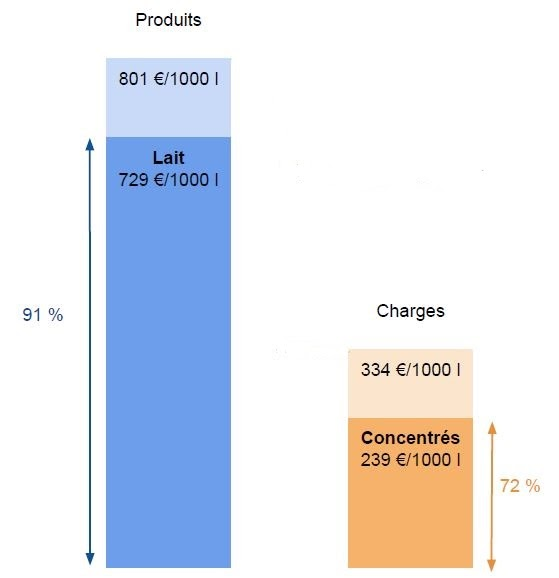 Produits
801 €/1000 l
Lait
729 €/1000 l
91 %
Charges
334 €/1000 l
Concentrés
239 €/1000 l
72 %